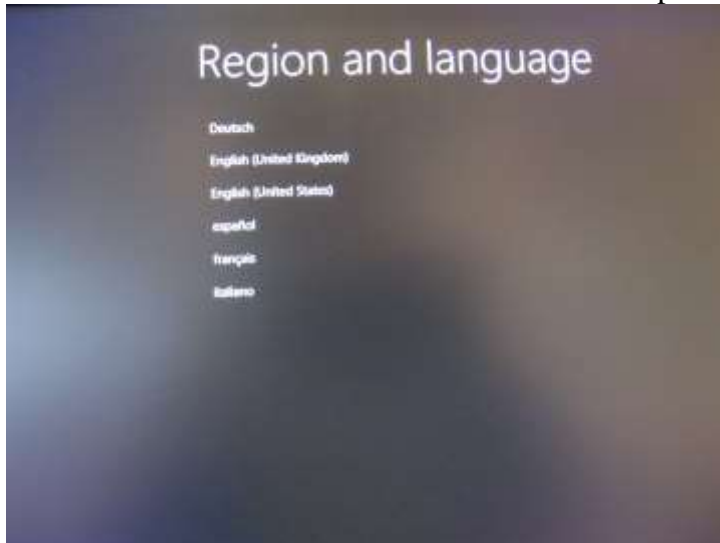 Region and language
Deutsch
English (United Kingdom)
English (United States)
español
français
italiano